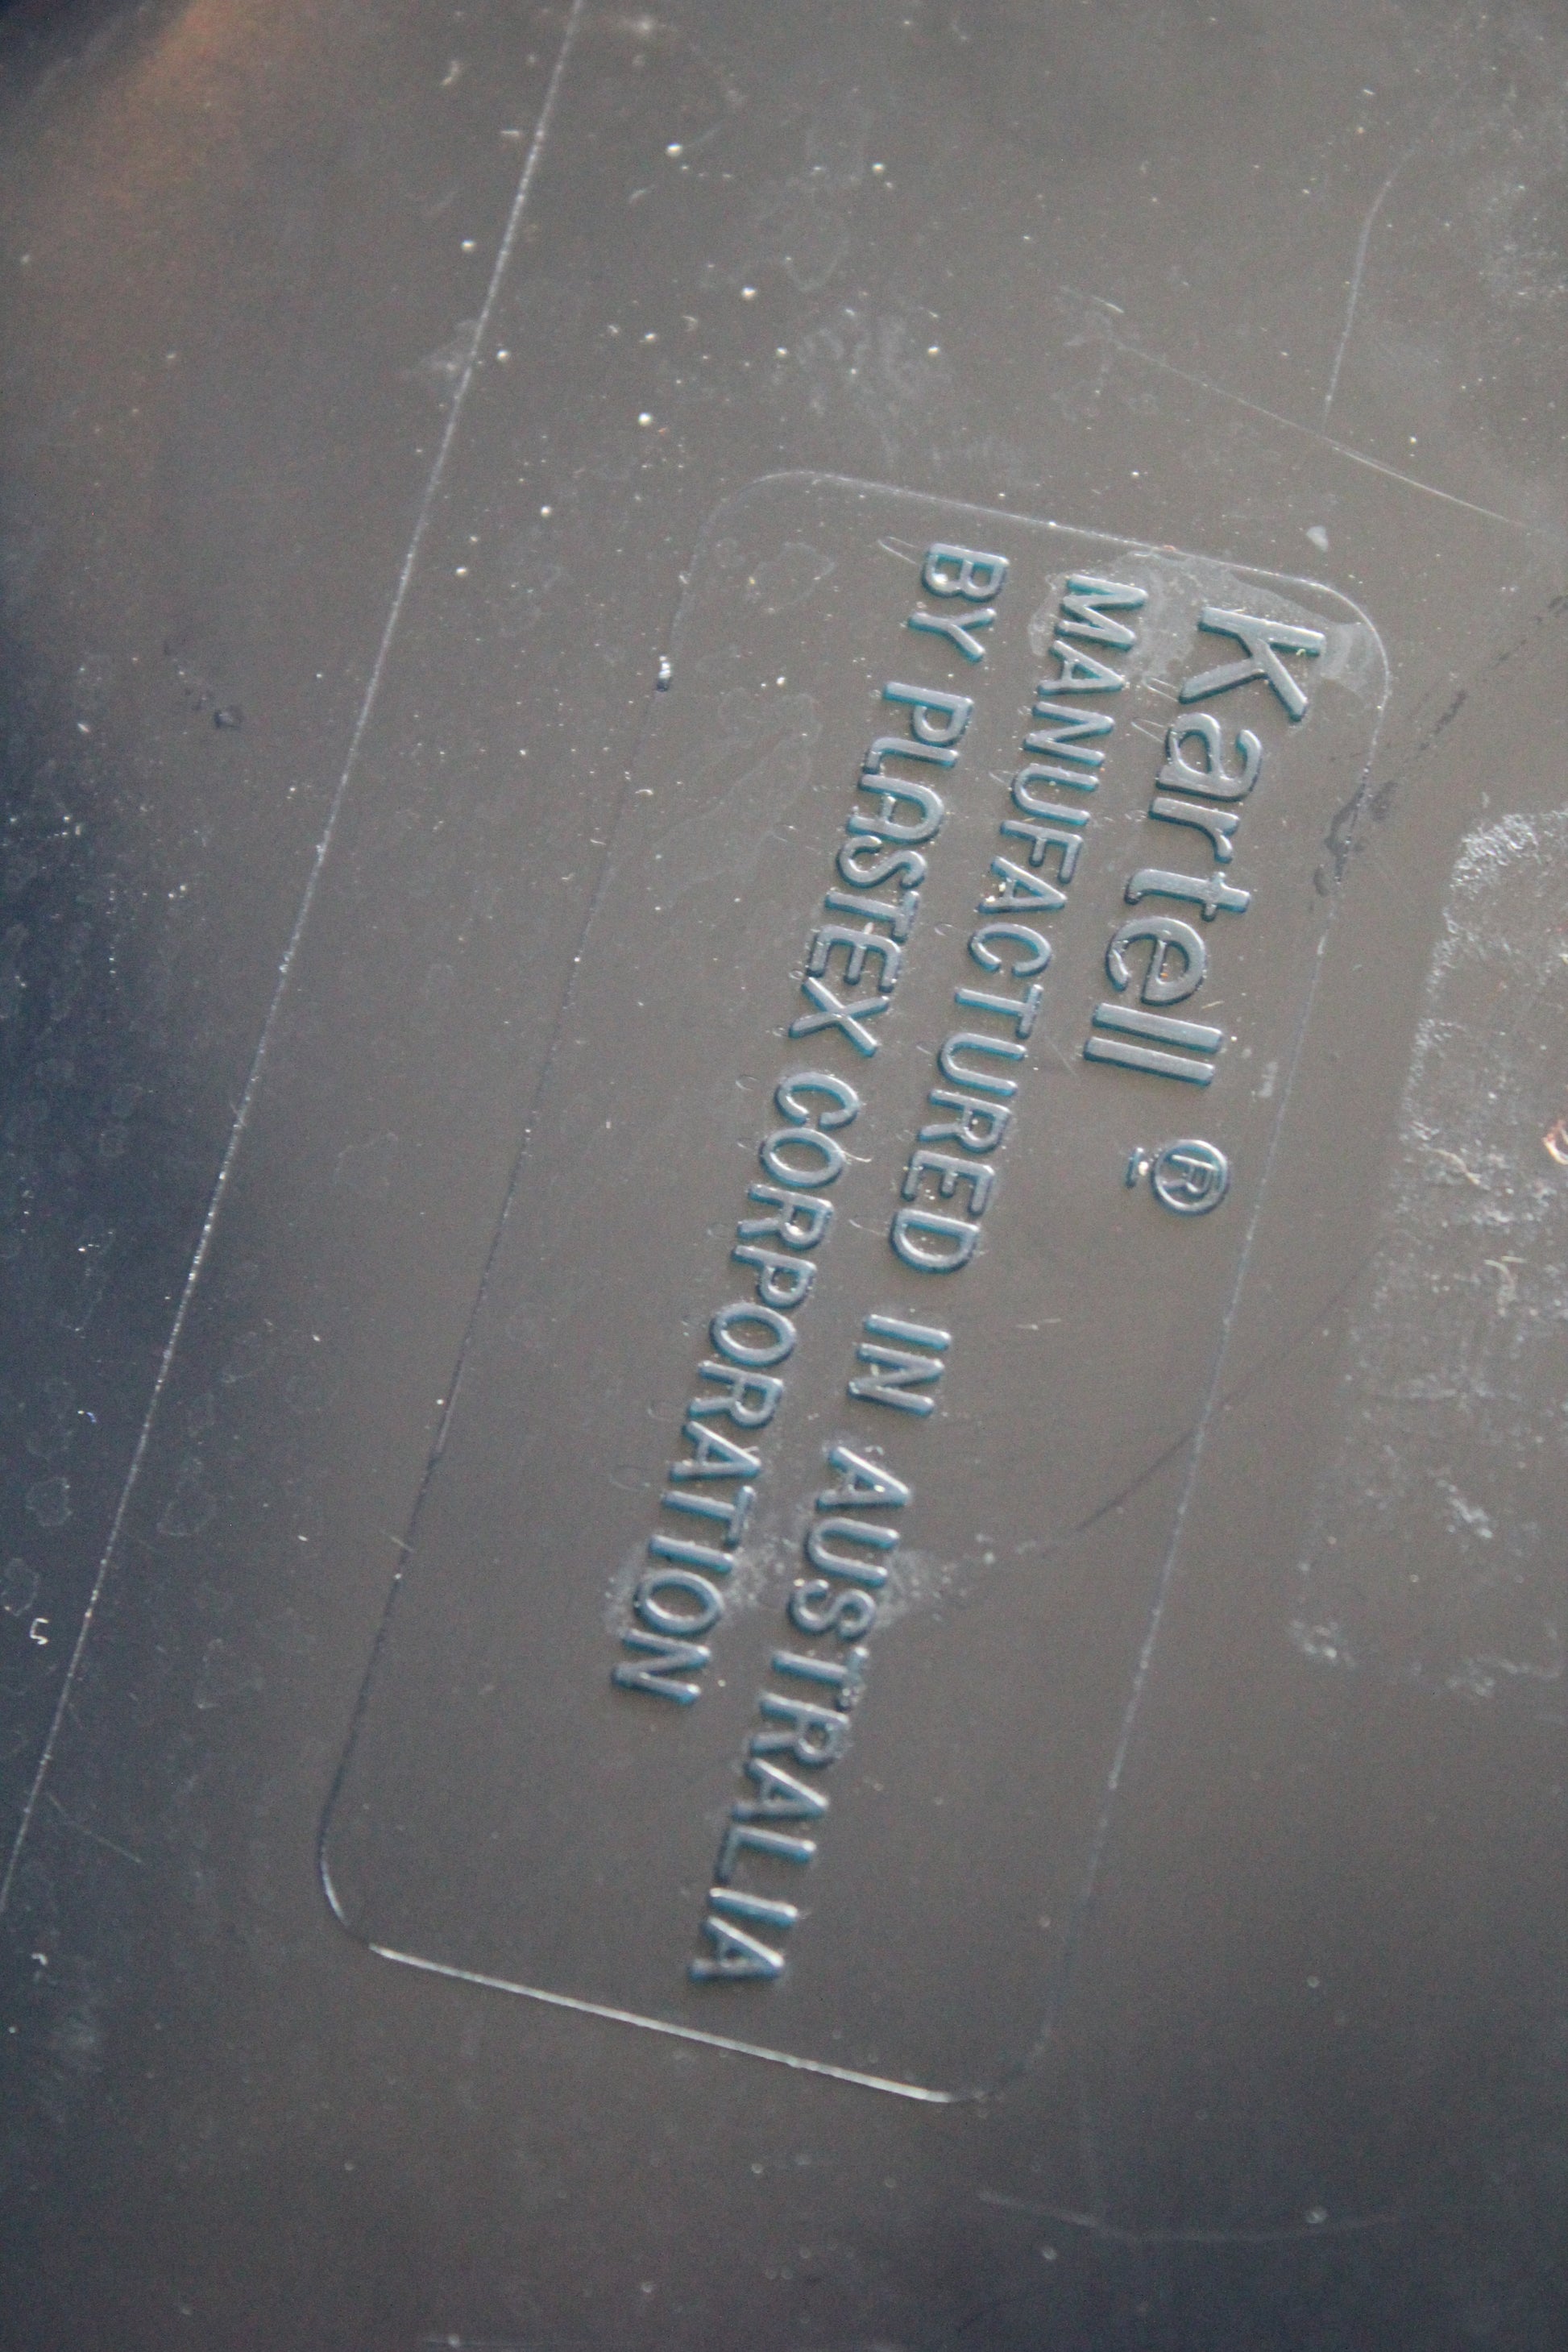 Kartell ®
MANUFACTURED IN AUSTRALIA
BY PLASTEX CORPORATION